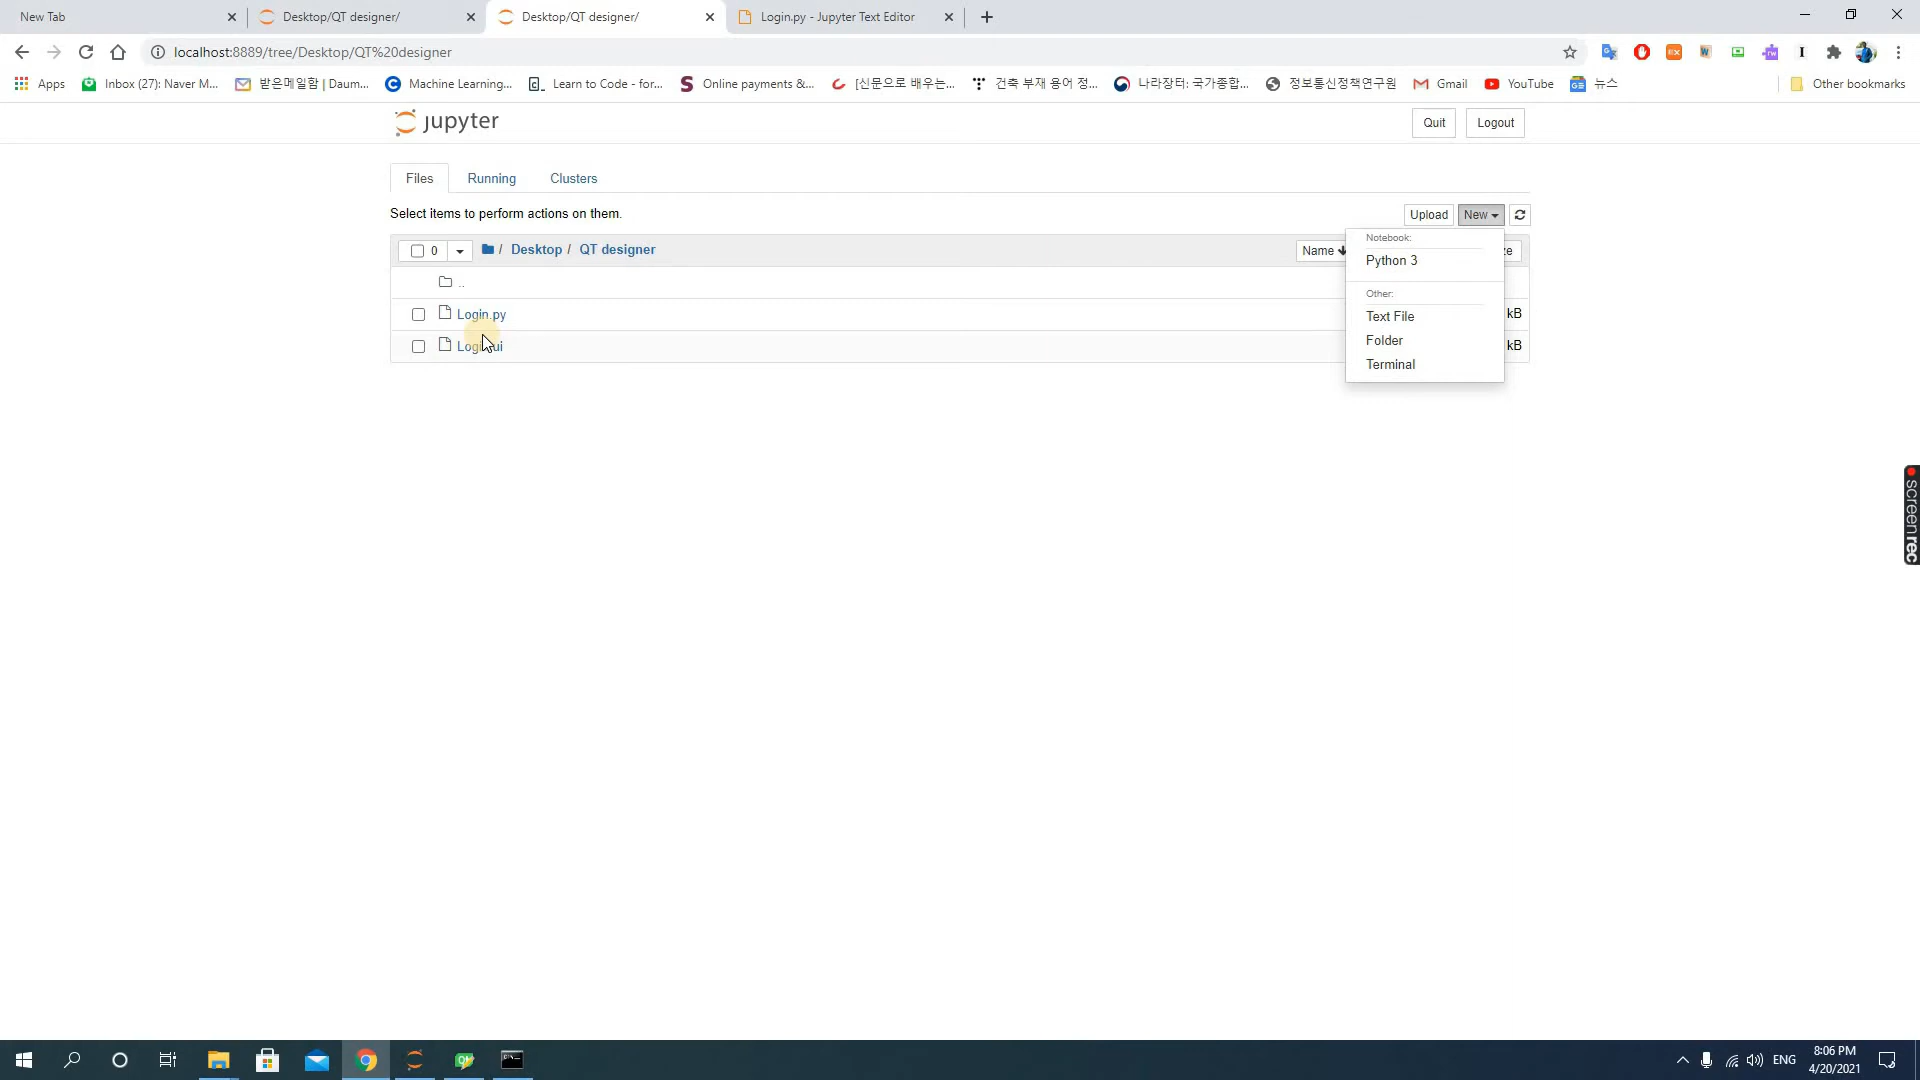 New Tab
Desktop/QT designer/
Desktop/QT designer/
Login.py - Jupyter Text Editor
localhost:8889/tree/Desktop/QT%20designer
Apps
Inbox (27): Naver M...
받은메일함 | Daum...
Machine Learning...
Learn to Code - for...
Online payments &...
[신문으로 배우는...
건축 부재 용어 정...
나라장터: 국가종합...
정보통신정책연구원
Gmail
YouTube
뉴스
Other bookmarks
jupyter
Quit
Logout
Files
Running
Clusters
Select items to perform actions on them.
Upload
New
0
/ Desktop / QT designer
Name
Notebook:
Python 3
Other:
Text File
Folder
Terminal
..
Login.py
kB
kB
screenrec
ENG
8:06 PM
4/20/2021